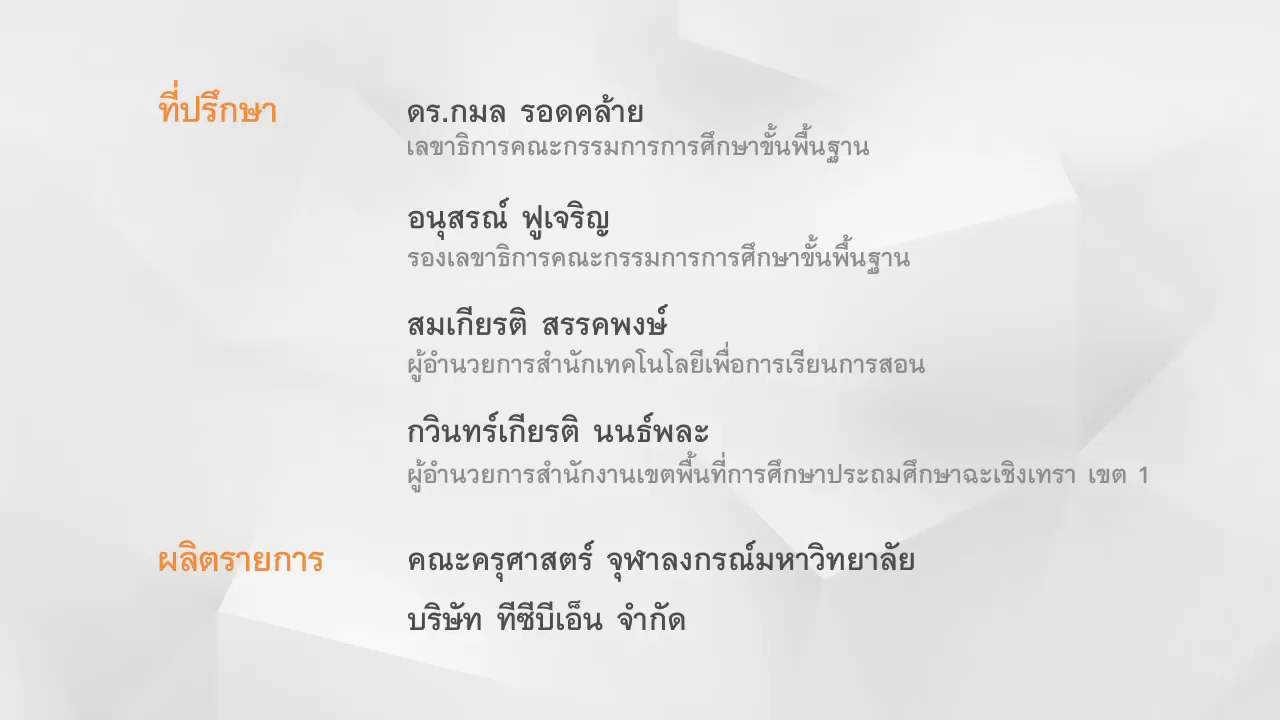 ที่ปรึกษา ดร.กมล รอดคล้าย
เลขาธิการคณะกรรมการการศึกษาขั้นพื้นฐาน
อนุสรณ์ ฟูเจริญ
รองเลขาธิการคณะกรรมการการศึกษาขั้นพื้นฐาน
สมเกียรติ สรรคพงษ์
ผู้อำนวยการสำนักเทคโนโลยีเพื่อการเรียนการสอน
กวินทร์เกียรติ นนธ์พละ
ผู้อำนวยการสำนักงานเขตพื้นที่การศึกษาประถมศึกษาฉะเชิงเทรา เขต 1
ผลิตรายการ คณะครุศาสตร์ จุฬาลงกรณ์มหาวิทยาลัย
บริษัท ทีซีบีเอ็น จำกัด